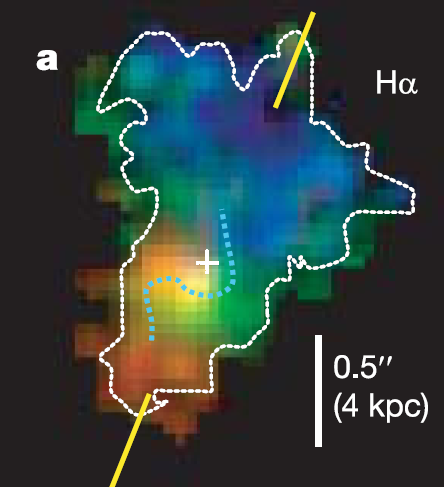 a
Hα
0.5″
(4 kpc)